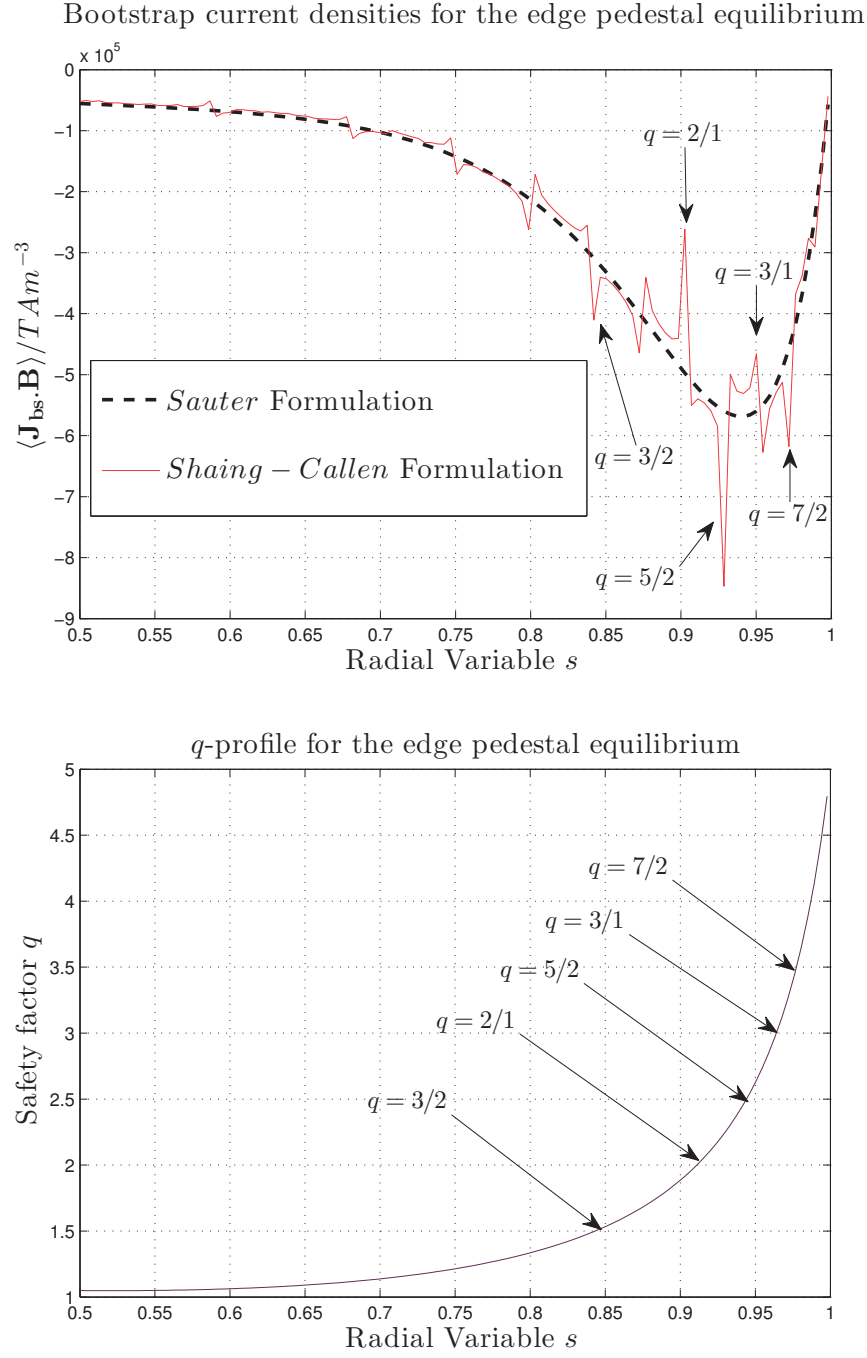 Bootstrap current densities for the edge pedestal equilibrium
x 10⁵
0
−1
−2
−3
−4
−5
−6
−7
−8
−9
⟨J_bs.B⟩/TAm⁻³
q = 2/1
q = 3/1
Sauter Formulation
Shaing − Callen Formulation
q = 3/2
q = 7/2
q = 5/2
0.5 0.55 0.6 0.65 0.7 0.75 0.8 0.85 0.9 0.95 1
Radial Variable s
q-profile for the edge pedestal equilibrium
5
4.5
4
3.5
3
2.5
2
1.5
1
Safety factor q
q = 7/2
q = 3/1
q = 5/2
q = 2/1
q = 3/2
0.5 0.55 0.6 0.65 0.7 0.75 0.8 0.85 0.9 0.95 1
Radial Variable s